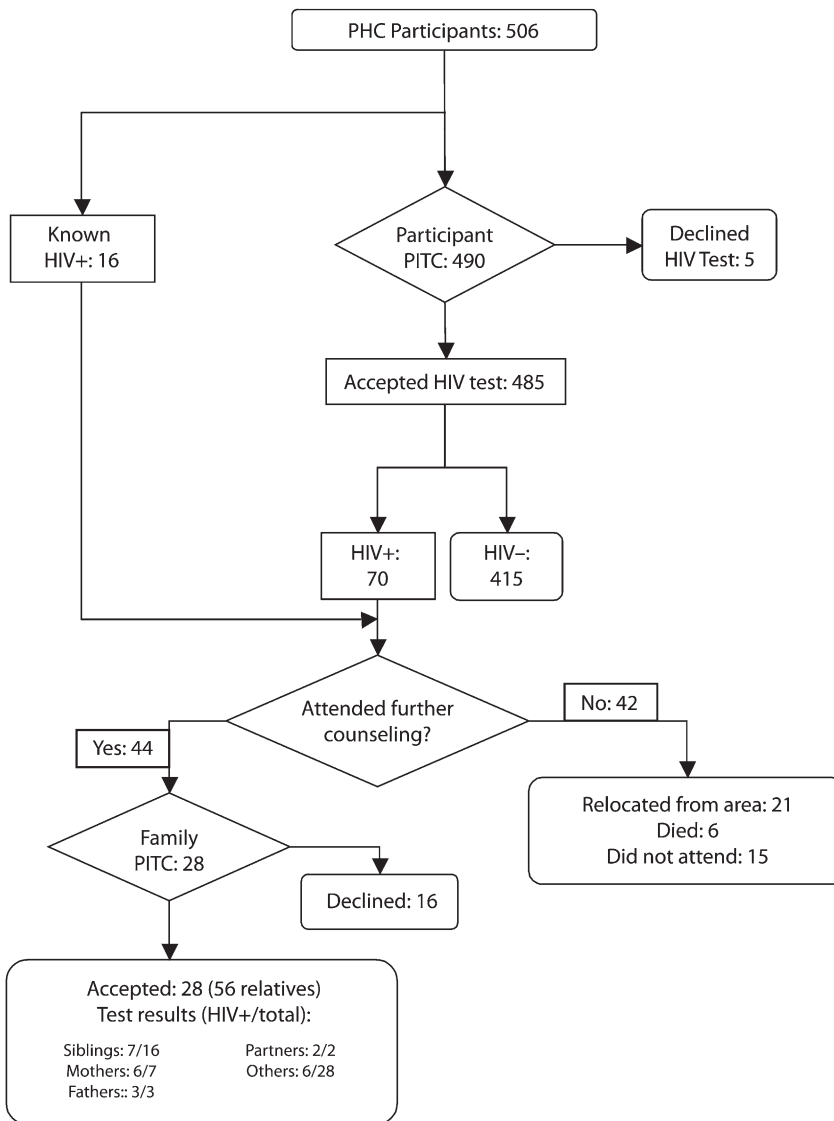 PHC Participants: 506
Known
HIV+: 16
Participant
PITC: 490
Declined
HIV Test: 5
Accepted HIV test: 485
HIV+:
70
HIV–:
415
Attended further
counseling?
No: 42
Yes: 44
Relocated from area: 21
Died: 6
Did not attend: 15
Family
PITC: 28
Declined: 16
Accepted: 28 (56 relatives)
Test results (HIV+/total):
Siblings: 7/16
Mothers: 6/7
Fathers:: 3/3
Partners: 2/2
Others: 6/28